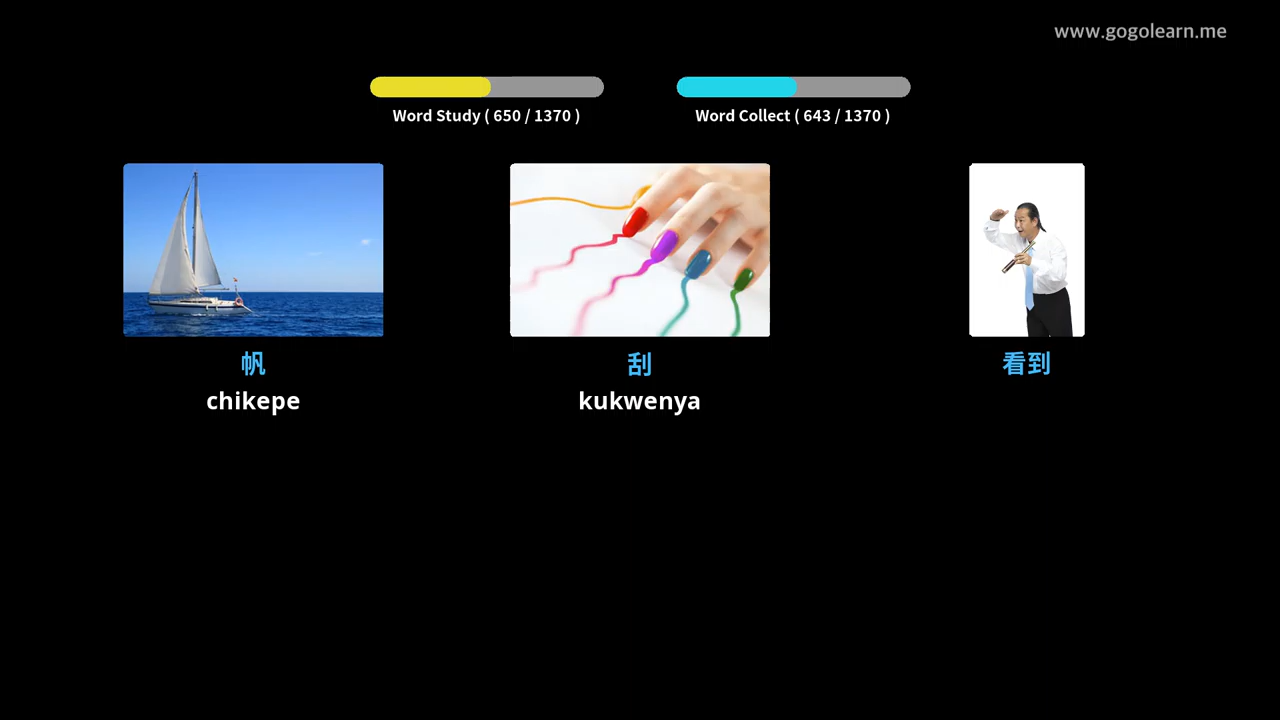 www.gogolearn.me
Word Study ( 650 / 1370 )
Word Collect ( 643 / 1370 )
帆
chikepe
刮
kukwenya
看到